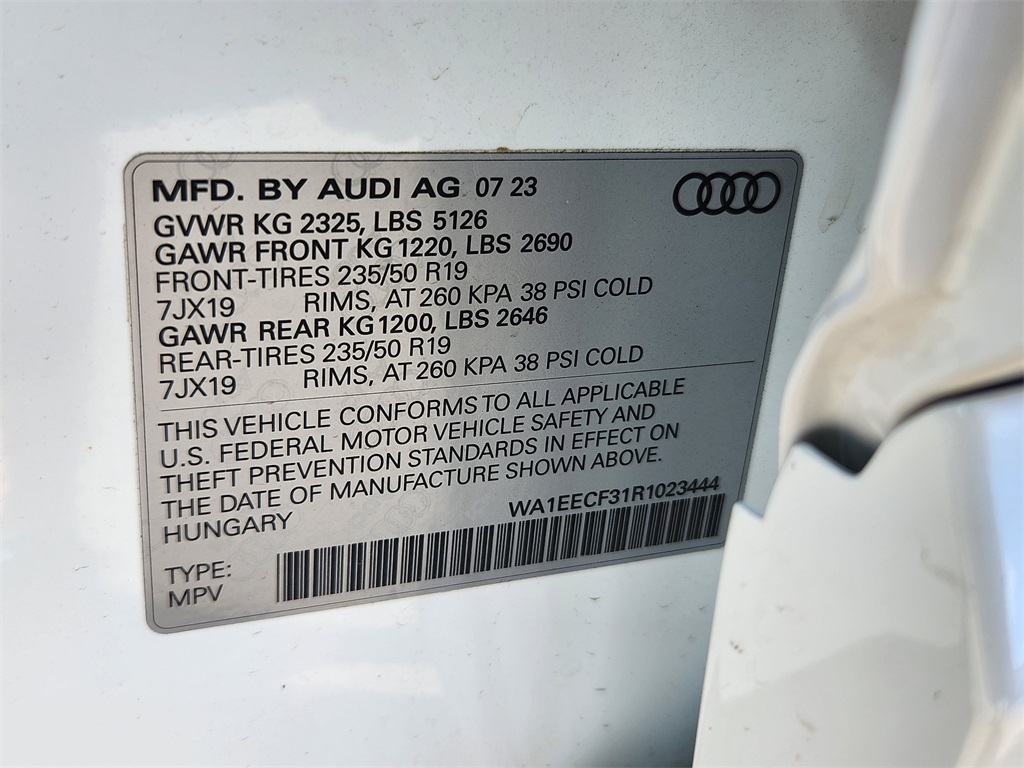 MFD. BY AUDI AG 07 23
GVWR KG 2325, LBS 5126
GAWR FRONT KG 1220, LBS 2690
FRONT-TIRES 235/50 R19
7JX19 RIMS, AT 260 KPA 38 PSI COLD
GAWR REAR KG 1200, LBS 2646
REAR-TIRES 235/50 R19
7JX19 RIMS, AT 260 KPA 38 PSI COLD
THIS VEHICLE CONFORMS TO ALL APPLICABLE
U.S. FEDERAL MOTOR VEHICLE SAFETY AND
THEFT PREVENTION STANDARDS IN EFFECT ON
THE DATE OF MANUFACTURE SHOWN ABOVE.
HUNGARY WA1EECF31R1023444
TYPE:
MPV